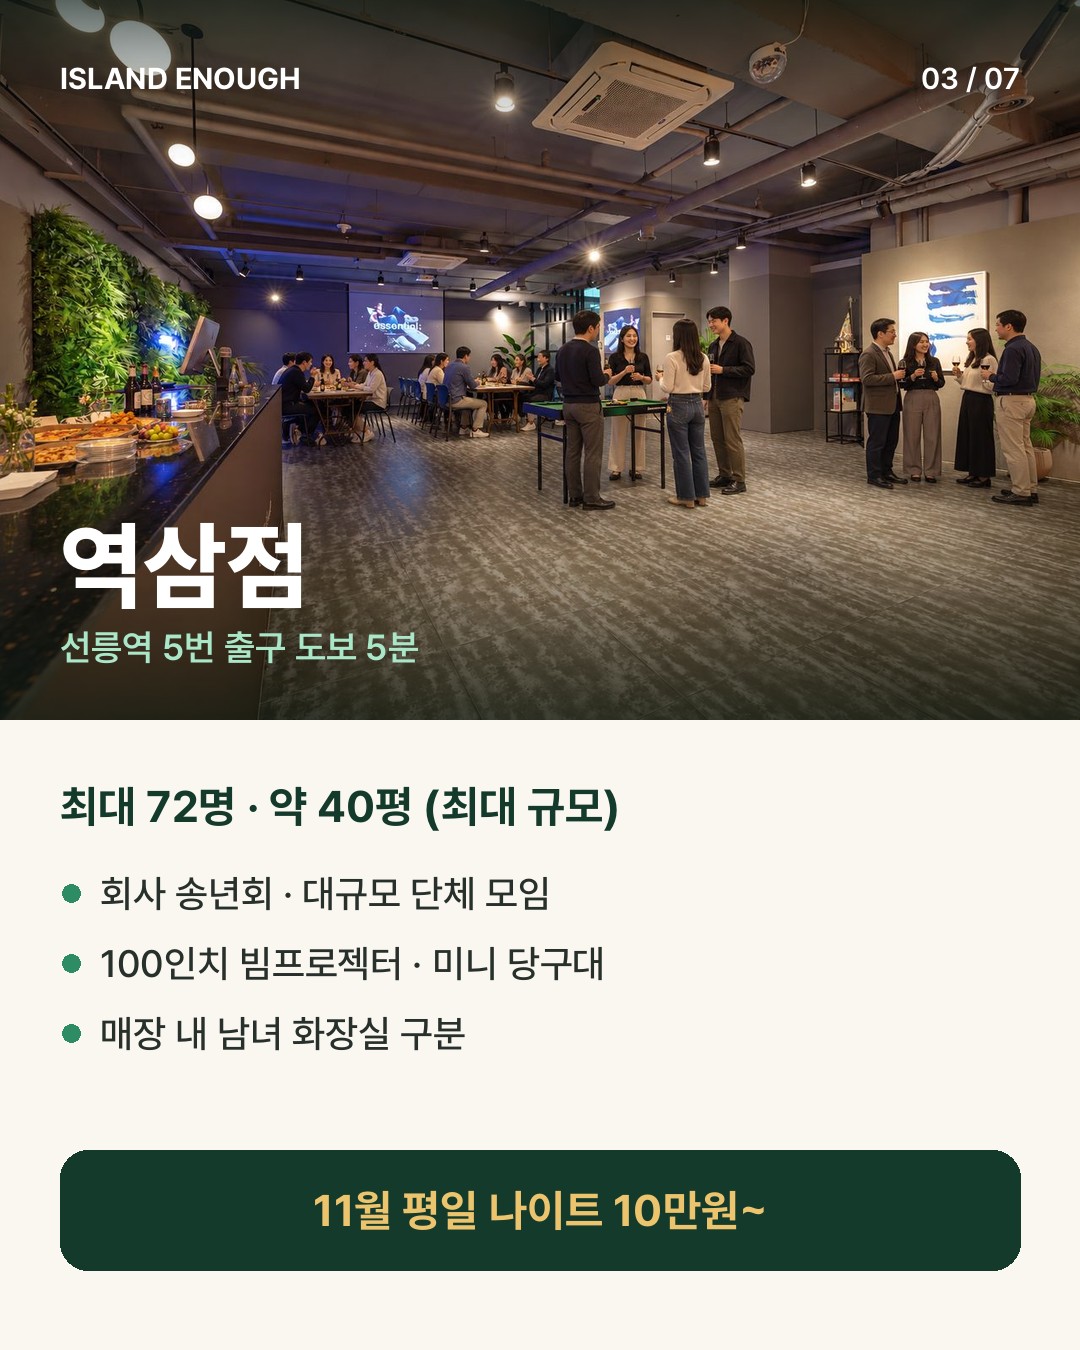 ISLAND ENOUGH
03 / 07
essential;
역삼점
선릉역 5번 출구 도보 5분
최대 72명 · 약 40평 (최대 규모)
회사 송년회 · 대규모 단체 모임
100인치 빔프로젝터 · 미니 당구대
매장 내 남녀 화장실 구분
11월 평일 나이트 10만원~